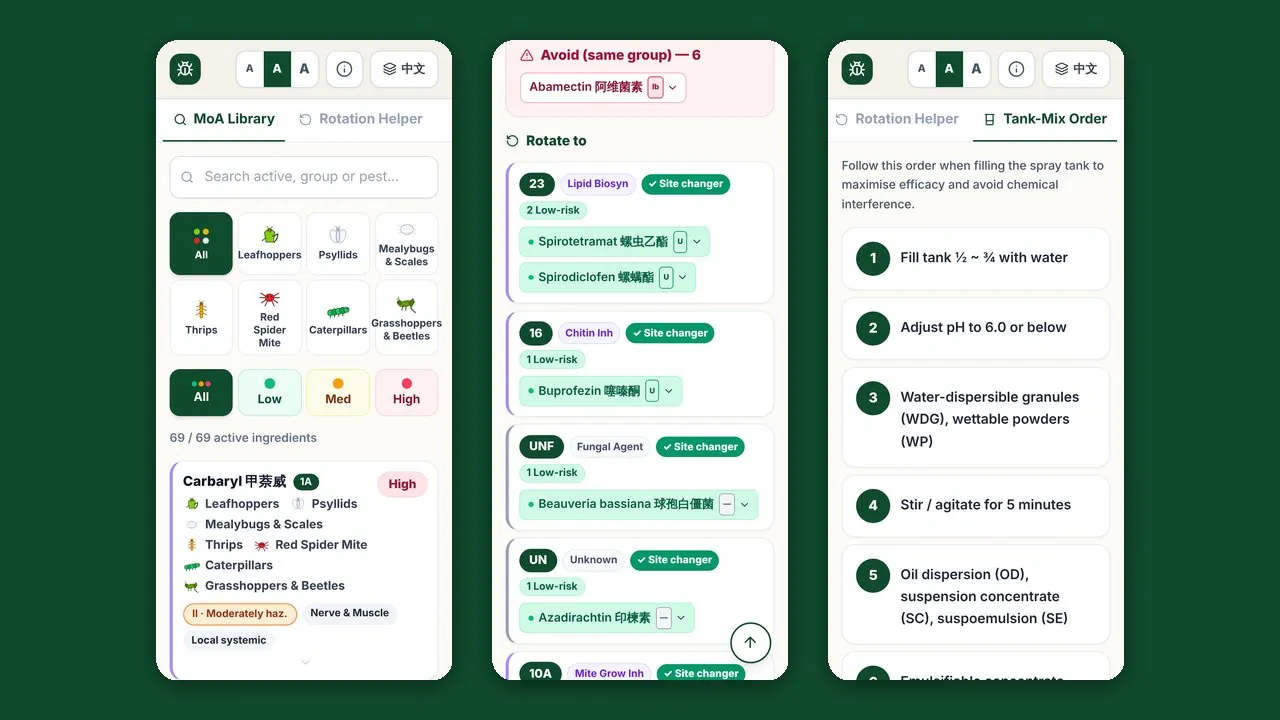 A A A 中文
MoA Library Rotation Helper
Search active, group or pest...
All Leafhoppers Psyllids Mealybugs
& Scales
Thrips Red
Spider
Mite Caterpillars Grasshoppers
& Beetles
All Low Med High
69 / 69 active ingredients
Carbaryl 甲萘威 1A High
Leafhoppers Psyllids
Mealybugs & Scales
Thrips Red Spider Mite
Caterpillars
Grasshoppers & Beetles
II · Moderately haz. Nerve & Muscle
Local systemic
Avoid (same group) — 6
Abamectin 阿维菌素 Ib
Rotate to
23 Lipid Biosyn ✓ Site changer
2 Low-risk
Spirotetramat 螺虫乙酯 U
Spirodiclofen 螺螨酯 U
16 Chitin Inh ✓ Site changer
1 Low-risk
Buprofezin 噻嗪酮 U
UNF Fungal Agent ✓ Site changer
1 Low-risk
Beauveria bassiana 球孢白僵菌 —
UN Unknown ✓ Site changer
1 Low-risk
Azadirachtin 印楝素 —
10A Mite Grow Inh ✓ Site changer
A A A 中文
Rotation Helper Tank-Mix Order
Follow this order when filling the spray tank to
maximise efficacy and avoid chemical
interference.
1 Fill tank ½ ~ ¾ with water
2 Adjust pH to 6.0 or below
3 Water-dispersible granules
(WDG), wettable powders
(WP)
4 Stir / agitate for 5 minutes
5 Oil dispersion (OD),
suspension concentrate
(SC), suspoemulsion (SE)
6 Emulsifiable concentrate